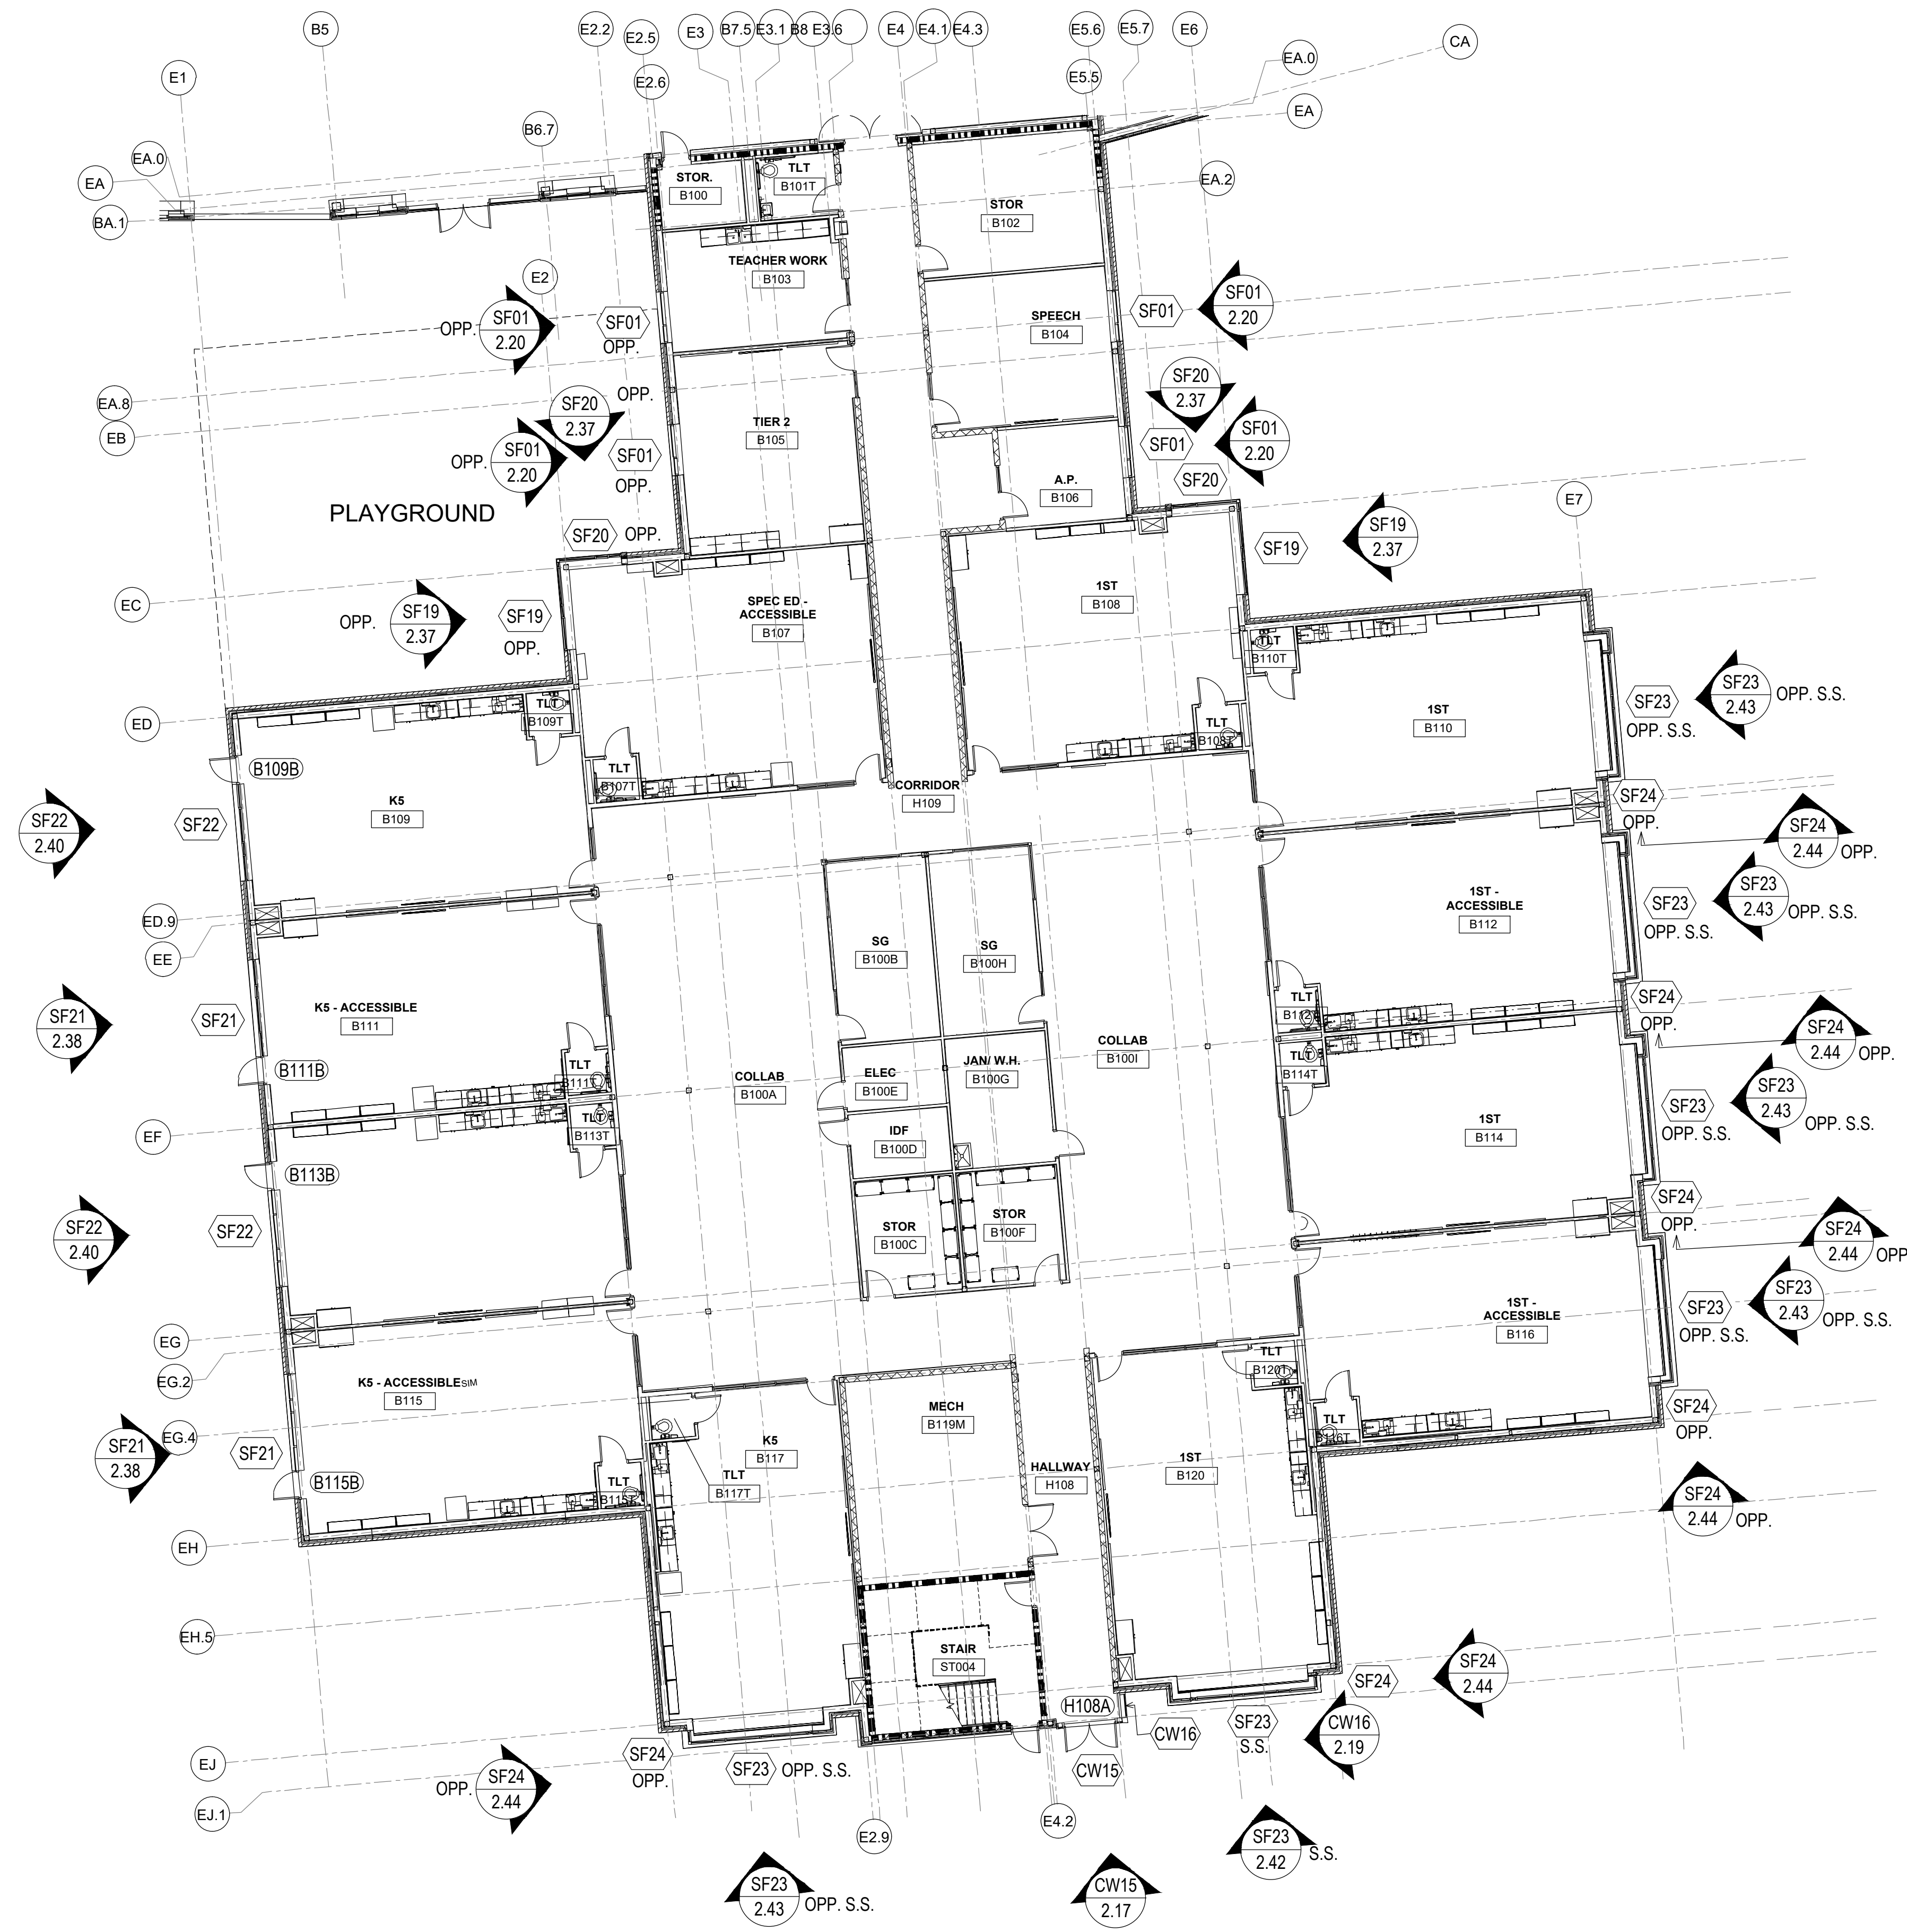 B5
E2.2
E2.5
E3
B7.5
E3.1
B8
E3.6
E4
E4.1
E4.3
E5.6
E5.7
E6
CA
E1
E2.6
E5.5
EA.0
EA
B6.7
EA.0
EA
BA.1
EA.2
STOR.
B100
TLT
B101T
STOR
B102
TEACHER WORK
B103
E2
OPP.
SF01
2.20
SF01
OPP.
SPEECH
B104
SF01
SF01
2.20
EA.8
EB
OPP.
SF20
2.37
SF20
2.37
TIER 2
B105
OPP.
SF01
2.20
SF01
OPP.
SF01
SF01
2.20
A.P.
B106
SF20
PLAYGROUND
SF20
OPP.
E7
SF19
SF19
2.37
EC
OPP.
SF19
2.37
SF19
OPP.
SPEC ED -
ACCESSIBLE
B107
1ST
B108
TLT
B110T
ED
TLT
B109T
1ST
B110
SF23
OPP. S.S.
SF23
2.43
OPP. S.S.
B109B
TLT
B107T
TLT
B108T
CORRIDOR
H109
K5
B109
SF22
2.40
SF22
SF24
OPP.
SF24
2.44
OPP.
ED.9
EE
1ST -
ACCESSIBLE
B112
SF23
OPP. S.S.
SF23
2.43
OPP. S.S.
SG
B100B
SG
B100H
K5 - ACCESSIBLE
B111
SF21
2.38
SF21
TLT
B112T
SF24
OPP.
SF24
2.44
OPP.
COLLAB
B100I
B111B
TLT
B111T
COLLAB
B100A
ELEC
B100E
JAN/ W.H.
B100G
TLT
B114T
SF23
OPP. S.S.
SF23
2.43
OPP. S.S.
EF
TLT
B113T
IDF
B100D
1ST
B114
B113B
SF22
2.40
SF22
STOR
B100C
STOR
B100F
SF24
OPP.
SF24
2.44
OPP
EG
1ST -
ACCESSIBLE
B116
SF23
OPP. S.S.
SF23
2.43
OPP. S.S.
EG.2
K5 - ACCESSIBLE SIM
B115
TLT
B120T
EG.4
SF21
2.38
SF21
MECH
B119M
TLT
B116T
SF24
OPP.
K5
B117
1ST
B120
HALLWAY
H108
B115B
TLT
B115T
TLT
B117T
SF24
2.44
OPP.
EH
EH.5
STAIR
ST004
SF24
SF24
2.44
H108A
CW16
SF23
S.S.
CW16
2.19
EJ
SF24
OPP.
SF23
OPP. S.S.
CW15
OPP.
SF24
2.44
EJ.1
E2.9
E4.2
SF23
2.42
S.S.
SF23
2.43
OPP. S.S.
CW15
2.17